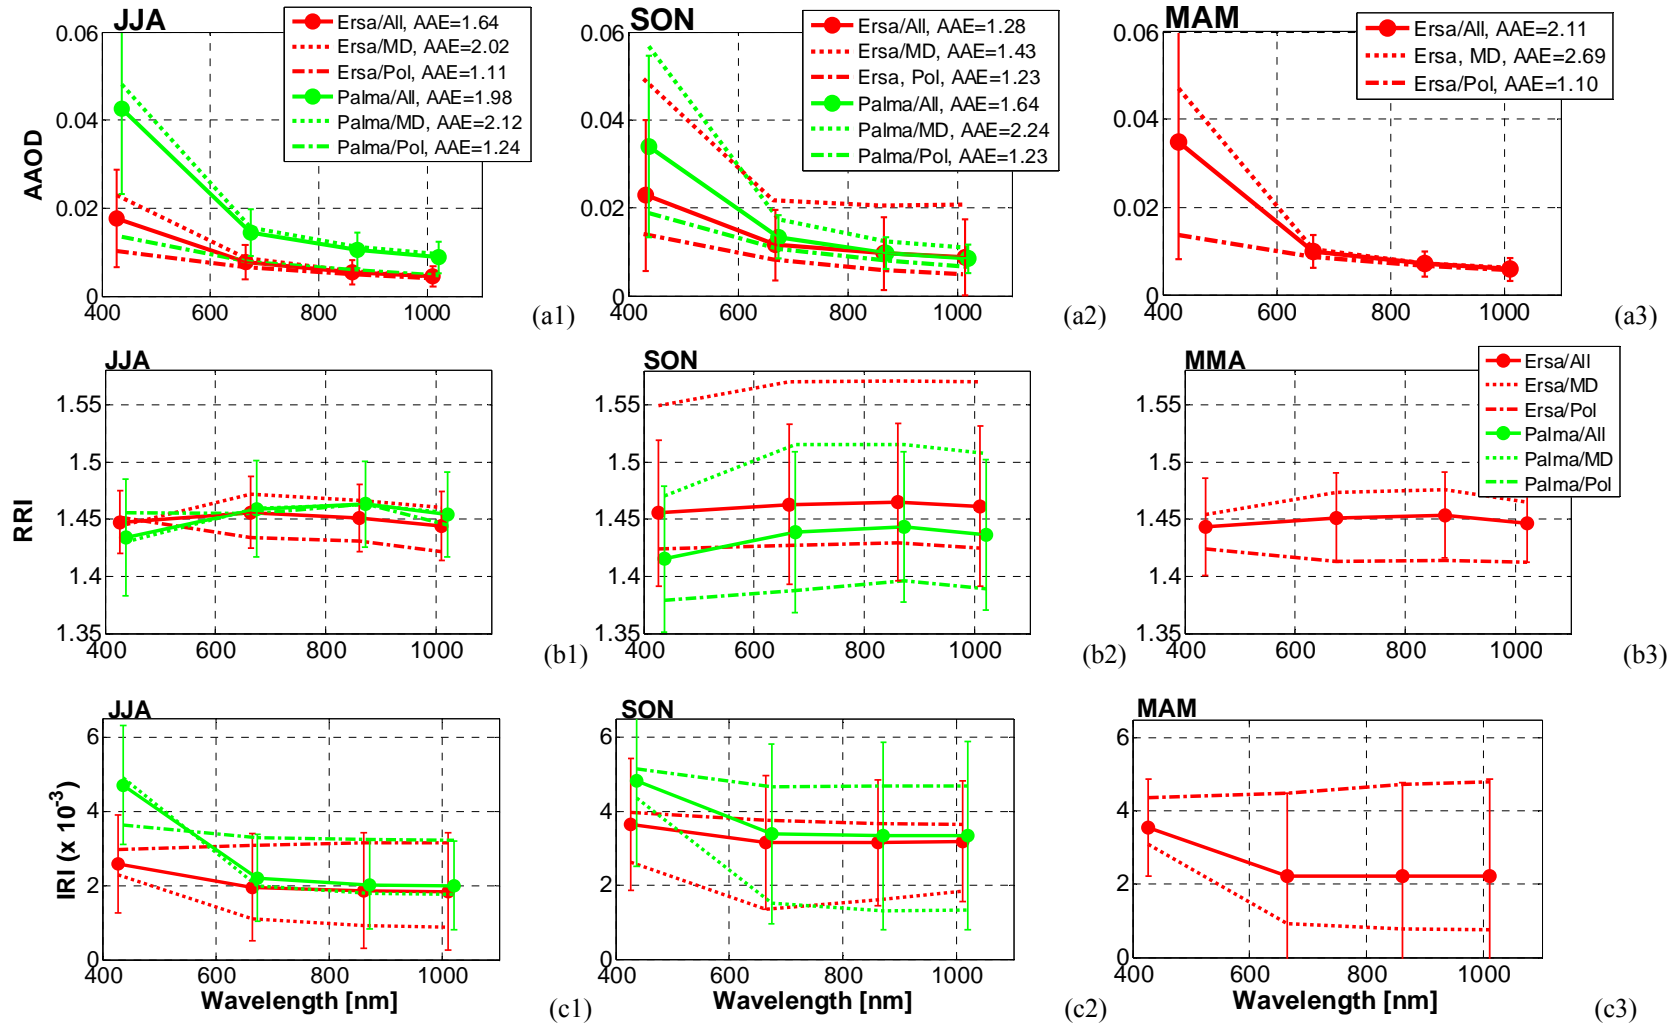 JJA
SON
MAM
Ersa/All, AAE=1.64
Ersa/MD, AAE=2.02
Ersa/Pol, AAE=1.11
Palma/All, AAE=1.98
Palma/MD, AAE=2.12
Palma/Pol, AAE=1.24
Ersa/All, AAE=1.28
Ersa/MD, AAE=1.43
Ersa, Pol, AAE=1.23
Palma/All, AAE=1.64
Palma/MD, AAE=2.24
Palma/Pol, AAE=1.23
Ersa/All, AAE=2.11
Ersa, MD, AAE=2.69
Ersa/Pol, AAE=1.10
AAOD
0.06
0.04
0.02
0
400 600 800 1000
(a1)
0.06
0.04
0.02
0
400 600 800 1000
(a2)
0.06
0.04
0.02
0
400 600 800 1000
(a3)
JJA
SON
MMA
Ersa/All
Ersa/MD
Ersa/Pol
Palma/All
Palma/MD
Palma/Pol
RRI
1.55
1.5
1.45
1.4
1.35
400 600 800 1000
(b1)
1.55
1.5
1.45
1.4
1.35
400 600 800 1000
(b2)
1.55
1.5
1.45
1.4
1.35
400 600 800 1000
(b3)
JJA
SON
MAM
IRI (x 10-3)
6
4
2
0
400 600 800 1000
Wavelength [nm]
(c1)
6
4
2
0
400 600 800 1000
Wavelength [nm]
(c2)
6
4
2
0
400 600 800 1000
Wavelength [nm]
(c3)